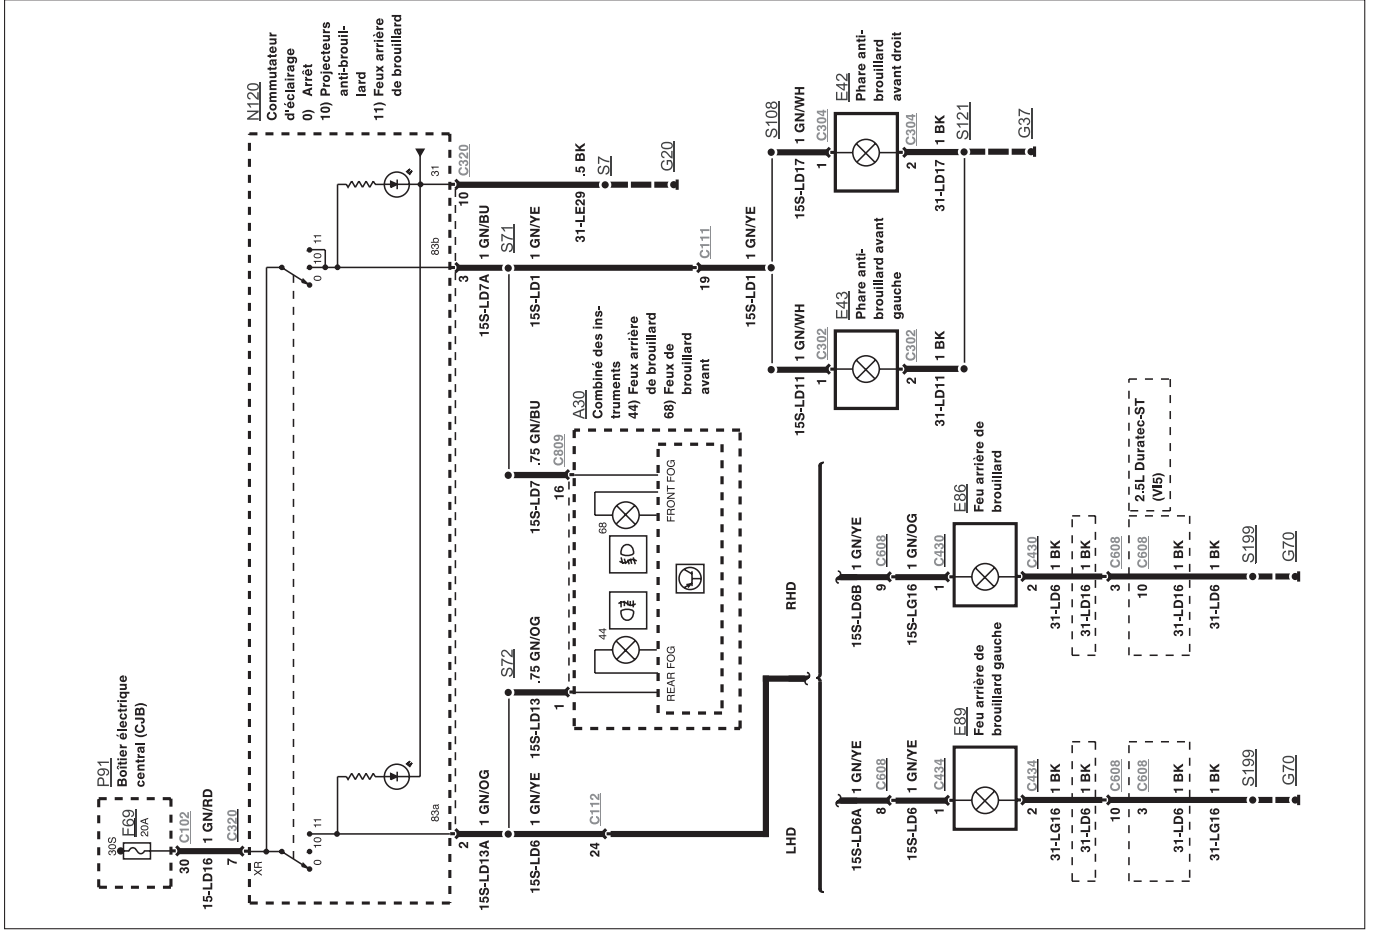 P91
Boîtier électrique
central (CJB)
30S
F69
20A
30
C102
15-LD16
1 GN/RD
7
C320
N120
Commutateur
d'éclairage
0) Arrêt
10) Projecteurs
anti-brouil-
lard
11) Feux arrière
de brouillard
XR
0
10
11
0
10
11
83a
83b
31
2
15S-LD13A
1 GN/OG
3
15S-LD7A
1 GN/BU
10
C320
S72
S71
15S-LD6
1 GN/YE
15S-LD13
.75 GN/OG
15S-LD7
.75 GN/BU
15S-LD1
1 GN/YE
31-LE29
.5 BK
S7
G20
24
C112
1
16
C809
19
C111
A30
Combiné des ins-
truments
44) Feux arrière
de brouillard
68) Feux de
brouillard
avant
44
68
REAR FOG
FRONT FOG
15S-LD1
1 GN/YE
S108
15S-LD11
1 GN/WH
15S-LD17
1 GN/WH
1
C302
1
C304
E43
Phare anti-
brouillard avant
gauche
E42
Phare anti-
brouillard
avant droit
2
C302
2
C304
31-LD11
1 BK
31-LD17
1 BK
S121
G37
LHD
RHD
15S-LD6A
1 GN/YE
8
C608
15S-LD6
1 GN/YE
1
C434
E89
Feu arrière de
brouillard gauche
2
C434
31-LG16
1 BK
31-LD6
1 BK
10
C608
3
C608
31-LD6
1 BK
31-LG16
1 BK
S199
G70
15S-LD6B
1 GN/YE
9
C608
15S-LG16
1 GN/OG
1
C430
E86
Feu arrière de
brouillard
2
C430
31-LD6
1 BK
31-LD16
1 BK
3
C608
10
C608
31-LD16
1 BK
31-LD6
1 BK
S199
G70
2.5L Duratec-ST
(VI5)